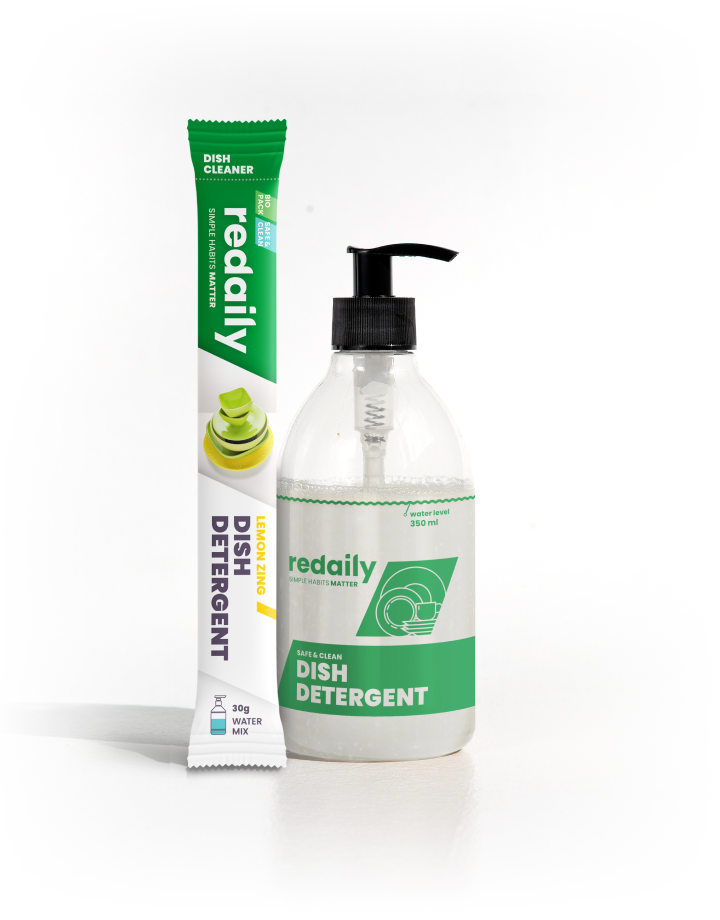 DISH
CLEANER
BIO
PACK
SAFE &
CLEAN
redaily
SIMPLE HABITS MATTER
LEMON ZING
DISH
DETERGENT
30g
WATER
MIX
water level
350 ml
redaily
SIMPLE HABITS MATTER
SAFE & CLEAN
DISH
DETERGENT